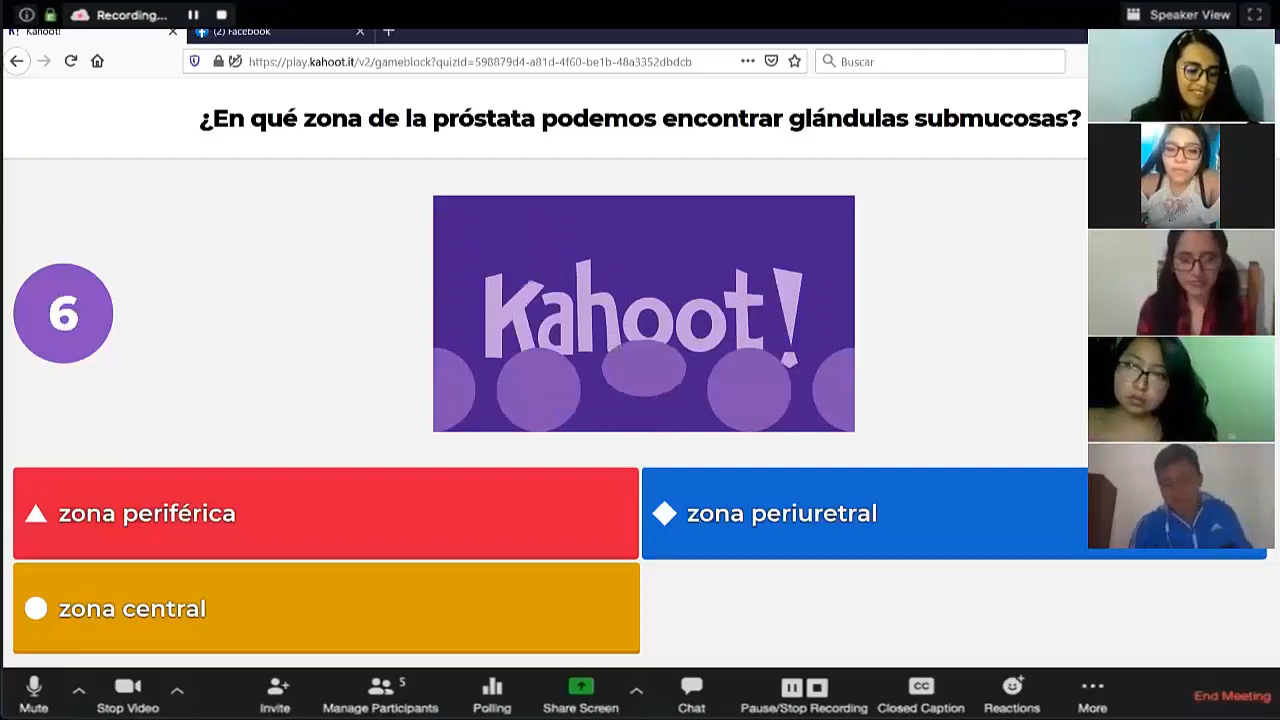 Recording...
Speaker View
Kahoot!
(2) Facebook
https://play.kahoot.it/v2/gameblock?quizid=598879d4-a81d-4f60-be1b-48a3352dbdcb
Buscar
¿En qué zona de la próstata podemos encontrar glándulas submucosas?
6
Kahoot!
zona periférica
zona periuretral
zona central
5
Mute
Stop Video
Invite
Manage Participants
Polling
Share Screen
Chat
Pause/Stop Recording
CC
Closed Caption
Reactions
More
End Meeting